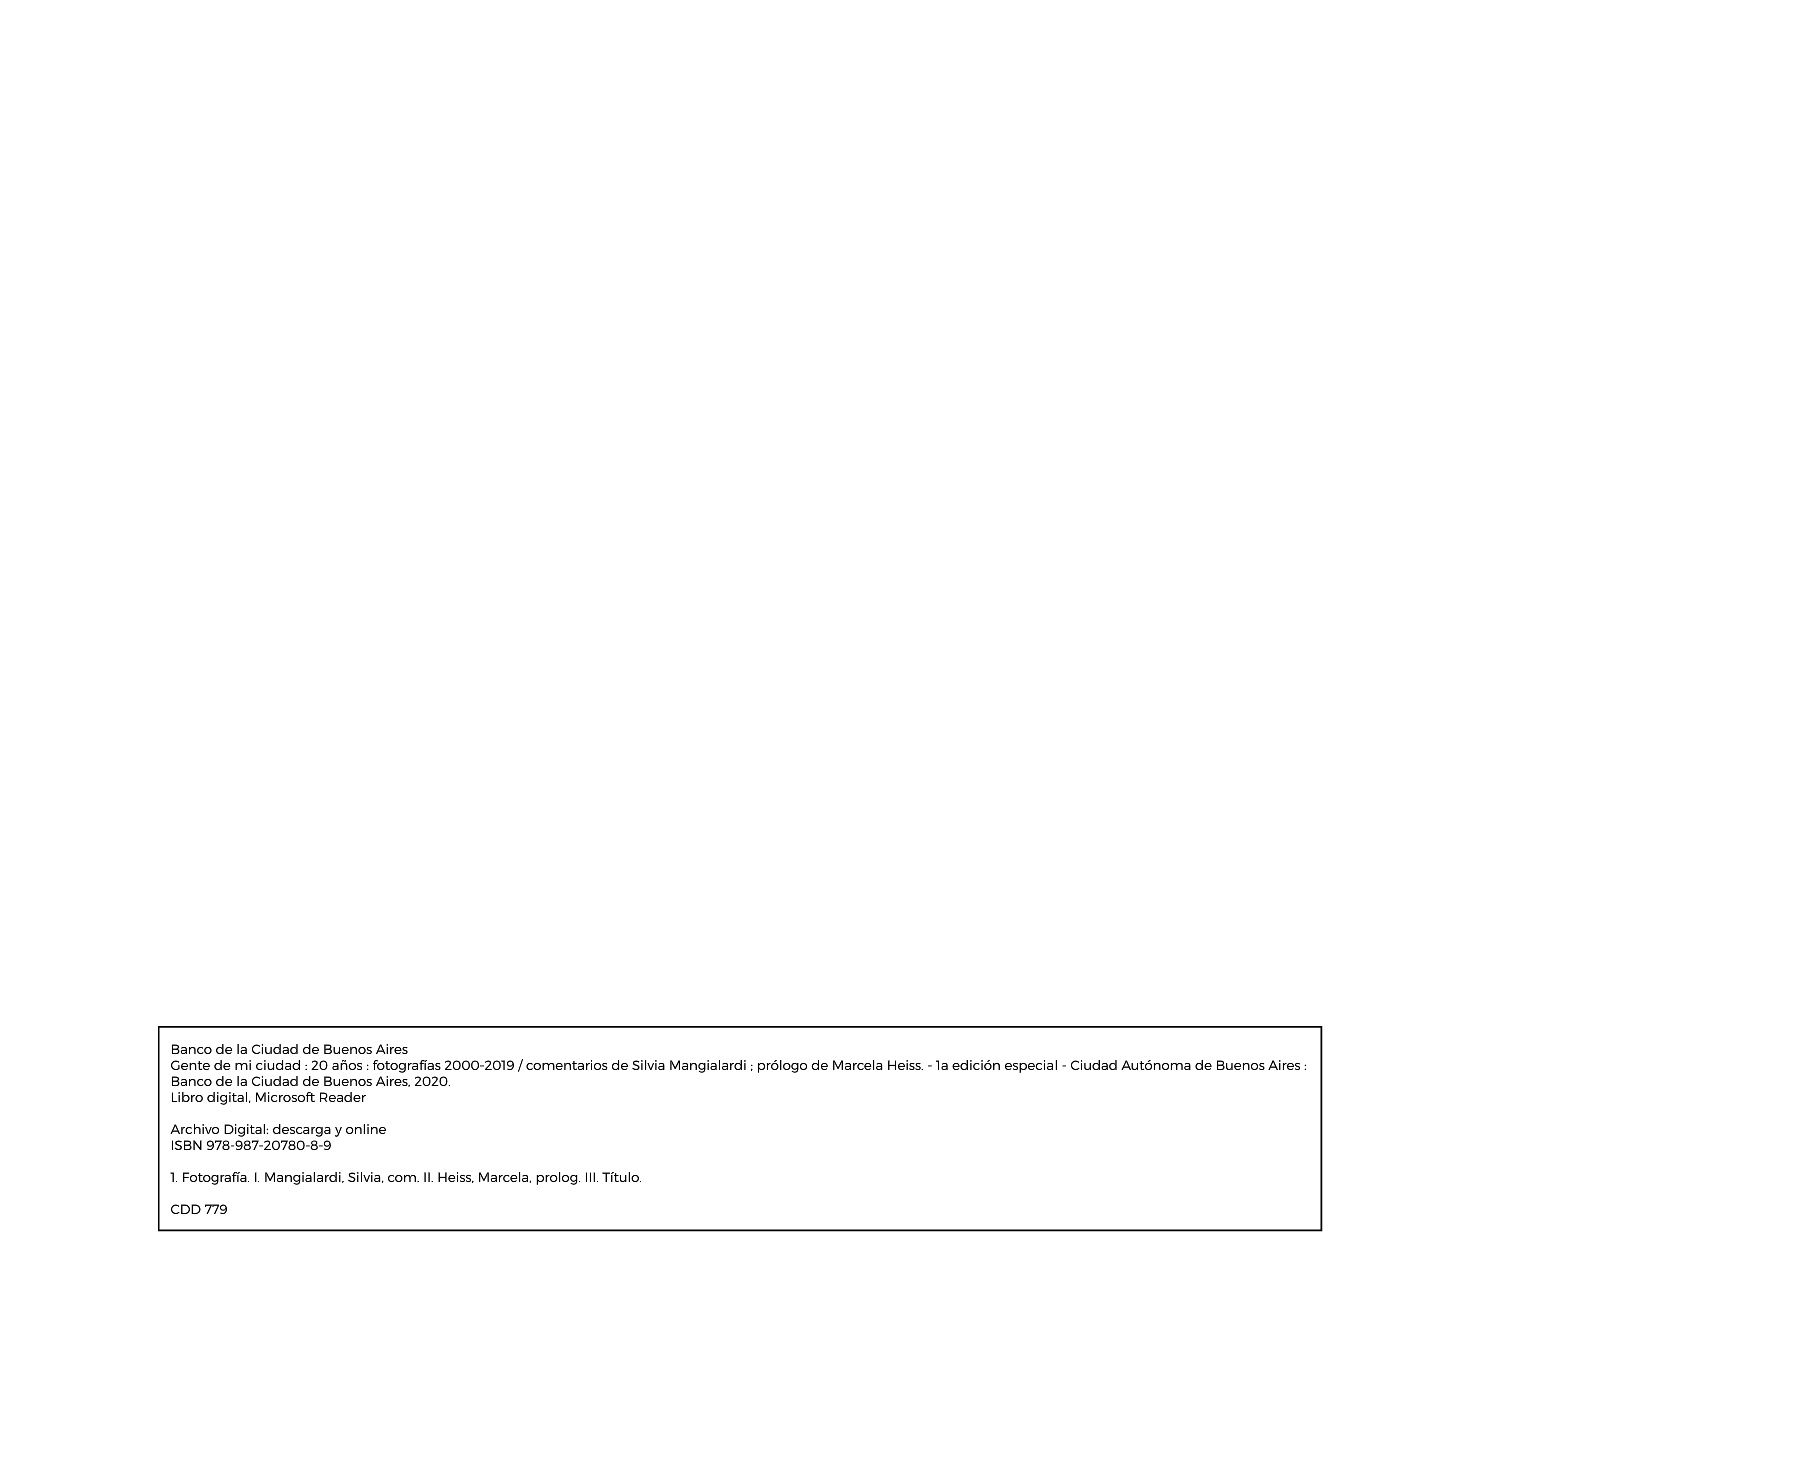 Banco de la Ciudad de Buenos Aires
Gente de mi ciudad : 20 años : fotografías 2000-2019 / comentarios de Silvia Mangialardi ; prólogo de Marcela Heiss. - 1a edición especial - Ciudad Autónoma de Buenos Aires :
Banco de la Ciudad de Buenos Aires, 2020.
Libro digital, Microsoft Reader
Archivo Digital: descarga y online
ISBN 978-987-20780-8-9
1. Fotografía. I. Mangialardi, Silvia, com. II. Heiss, Marcela, prolog. III. Título.
CDD 779